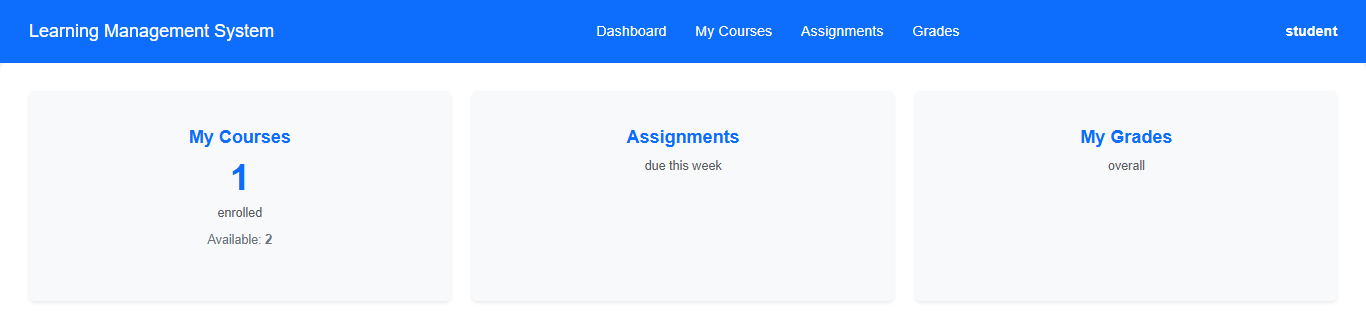 Learning Management System
Dashboard My Courses Assignments Grades
student
My Courses
1
enrolled
Available: 2
Assignments
due this week
My Grades
overall